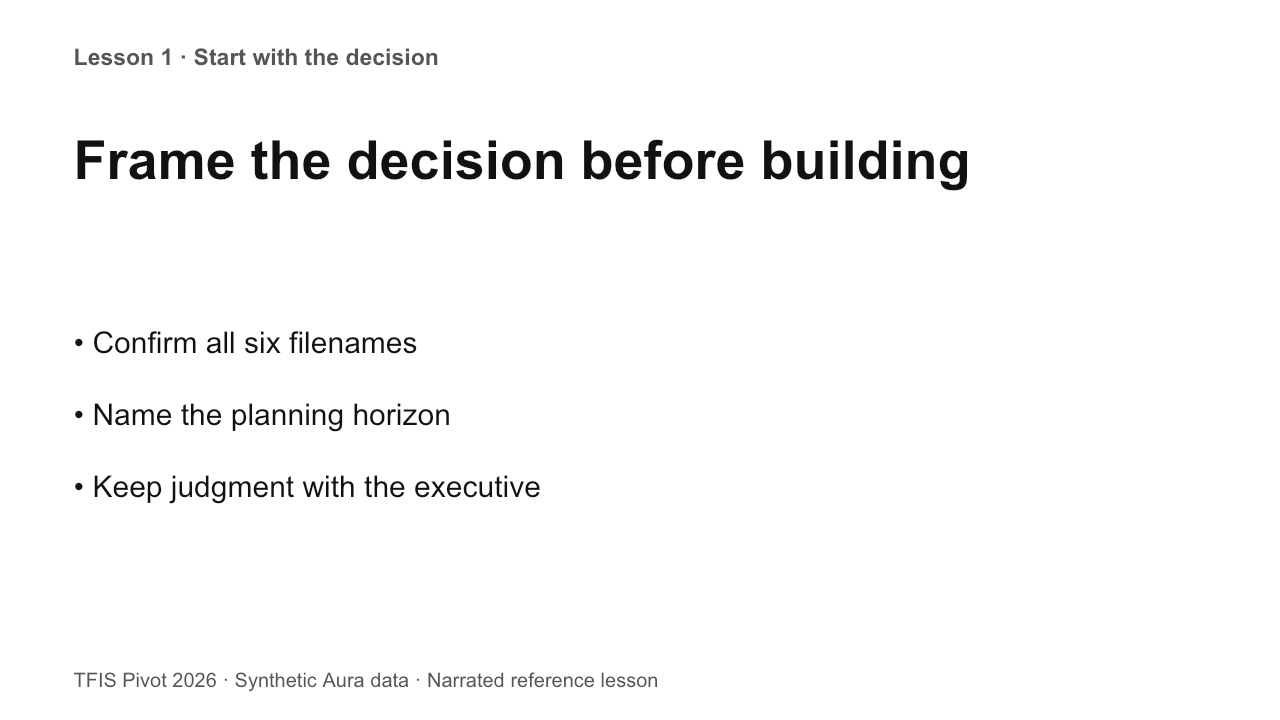 Lesson 1 · Start with the decision
Frame the decision before building
• Confirm all six filenames
• Name the planning horizon
• Keep judgment with the executive
TFIS Pivot 2026 · Synthetic Aura data · Narrated reference lesson